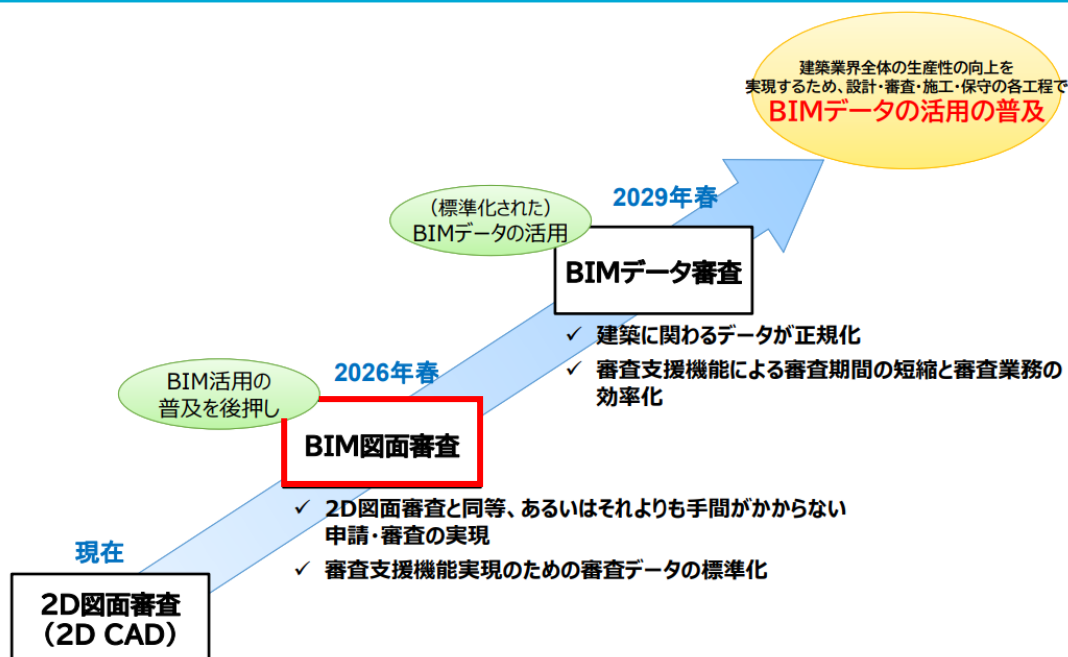 建築業界全体の生産性の向上を
実現するため、設計・審査・施工・保守の各工程で
BIMデータの活用の普及
2029年春
（標準化された）
BIMデータの活用
BIMデータ審査
✓ 建築に関わるデータが正規化
✓ 審査支援機能による審査期間の短縮と審査業務の
効率化
2026年春
BIM活用の
普及を後押し
BIM図面審査
✓ 2D図面審査と同等、あるいはそれよりも手間がかからない
申請・審査の実現
✓ 審査支援機能実現のための審査データの標準化
現在
2D図面審査
（2D CAD）